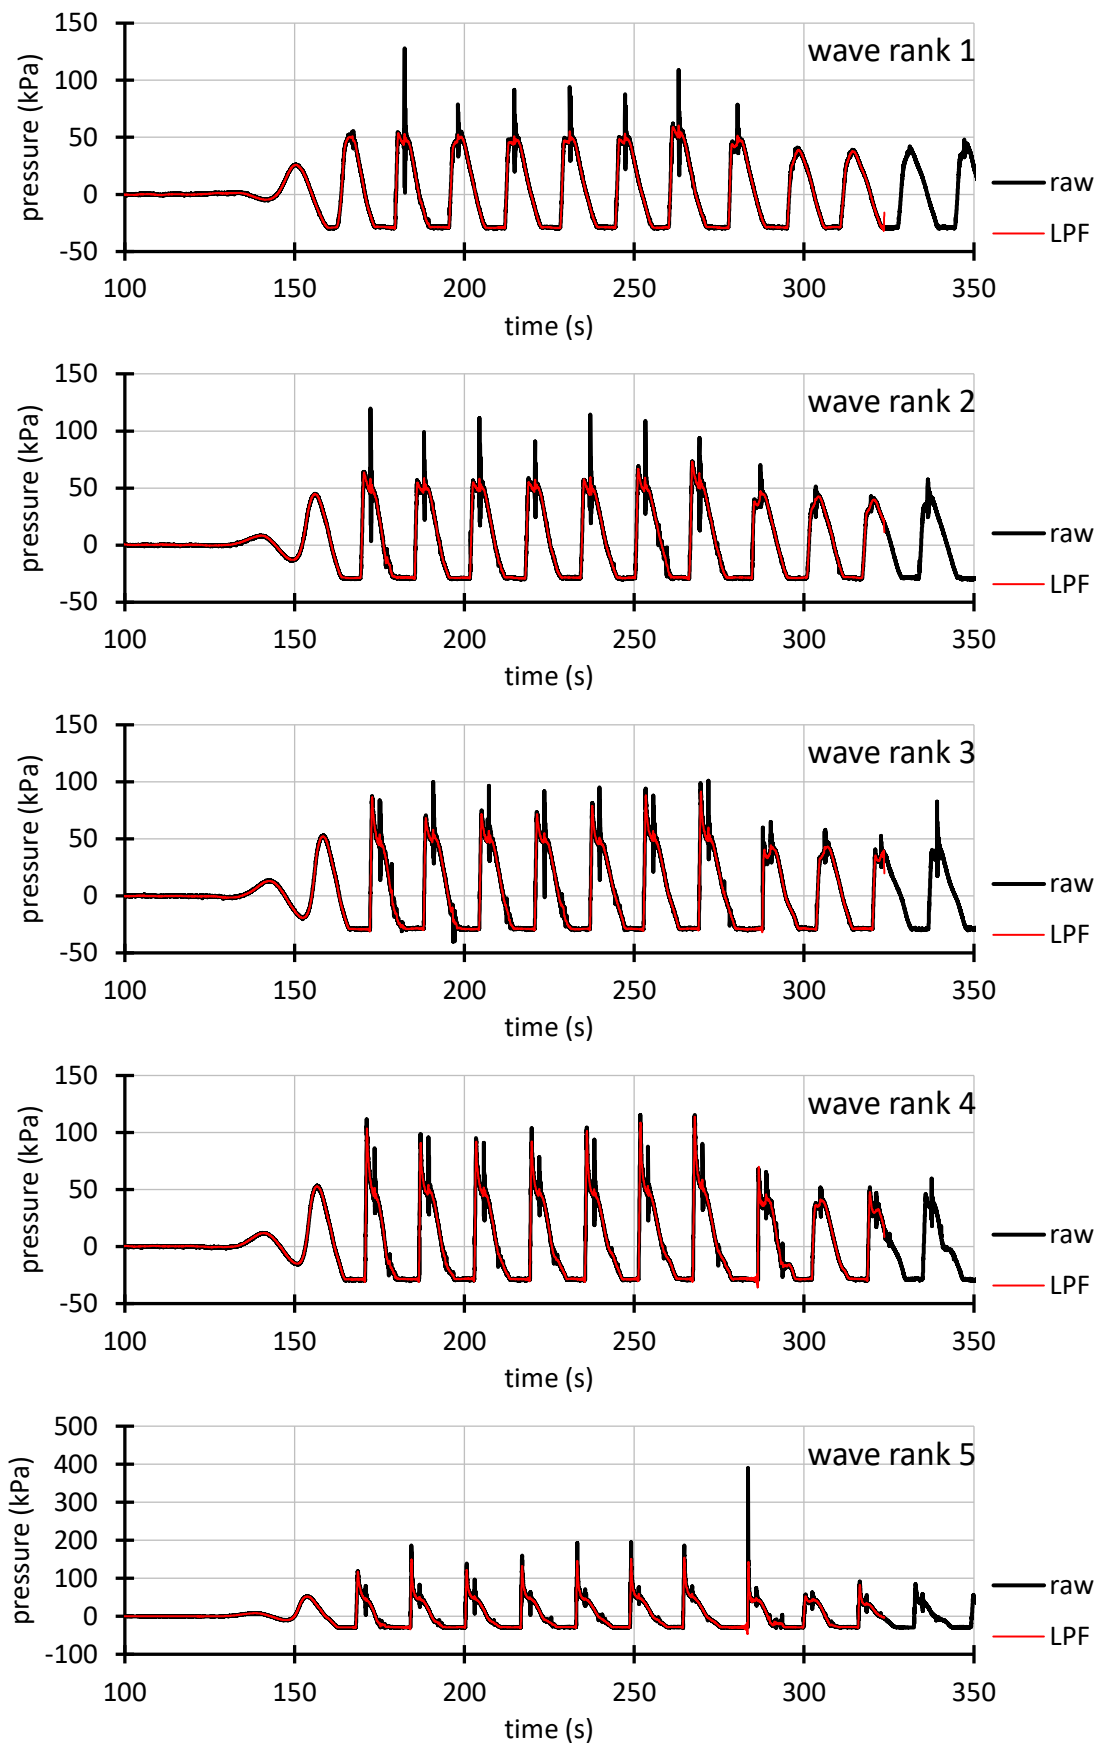 150
wave rank 1
100
50
0
-50
pressure (kPa)
raw
LPF
100 150 200 250 300 350
time (s)
150
wave rank 2
100
50
0
-50
pressure (kPa)
raw
LPF
100 150 200 250 300 350
time (s)
150
wave rank 3
100
50
0
-50
pressure (kPa)
raw
LPF
100 150 200 250 300 350
time (s)
150
wave rank 4
100
50
0
-50
pressure (kPa)
raw
LPF
100 150 200 250 300 350
time (s)
500
wave rank 5
400
300
200
100
0
-100
pressure (kPa)
raw
LPF
100 150 200 250 300 350
time (s)